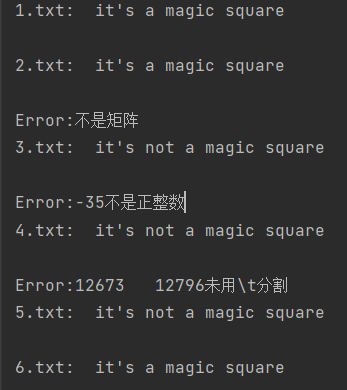 1.txt:  it's a magic square
2.txt:  it's a magic square
Error:不是矩阵
3.txt:  it's not a magic square
Error:-35不是正整数
4.txt:  it's not a magic square
Error:12673   12796未用\t分割
5.txt:  it's not a magic square
6.txt:  it's a magic square